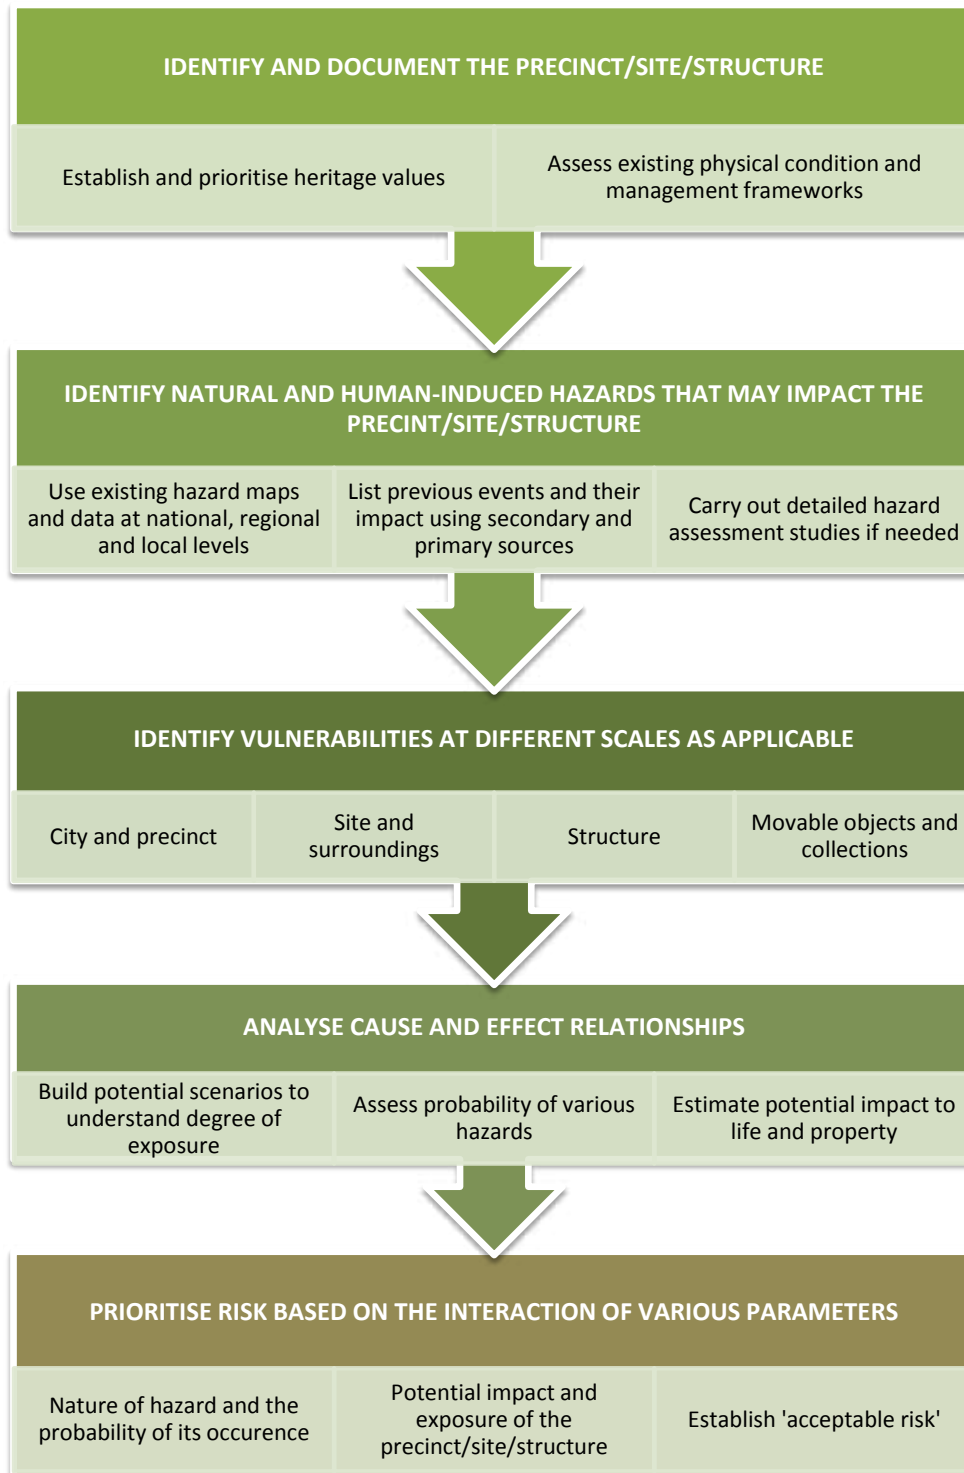 IDENTIFY AND DOCUMENT THE PRECINCT/SITE/STRUCTURE
Establish and prioritise heritage values
Assess existing physical condition and
management frameworks
IDENTIFY NATURAL AND HUMAN-INDUCED HAZARDS THAT MAY IMPACT THE
PRECINT/SITE/STRUCTURE
Use existing hazard maps
and data at national, regional
and local levels
List previous events and their
impact using secondary and
primary sources
Carry out detailed hazard
assessment studies if needed
IDENTIFY VULNERABILITIES AT DIFFERENT SCALES AS APPLICABLE
City and precinct
Site and
surroundings
Structure
Movable objects and
collections
ANALYSE CAUSE AND EFFECT RELATIONSHIPS
Build potential scenarios to
understand degree of
exposure
Assess probability of various
hazards
Estimate potential impact to
life and property
PRIORITISE RISK BASED ON THE INTERACTION OF VARIOUS PARAMETERS
Nature of hazard and the
probability of its occurence
Potential impact and
exposure of the
precinct/site/structure
Establish 'acceptable risk'